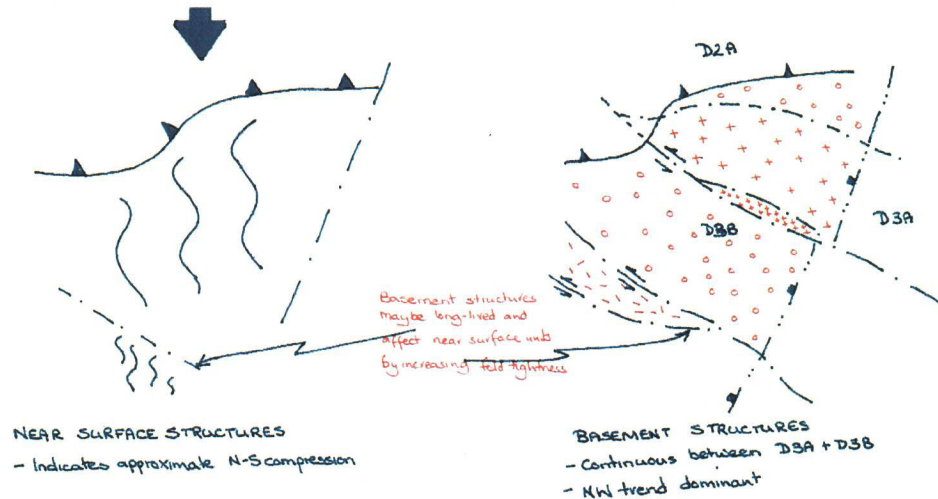 D2A
D3A
D3B
Basement structures
maybe long-lived and
affect near surface units
by increasing fold tightness
NEAR SURFACE STRUCTURES
- Indicates approximate N-S compression
BASEMENT STRUCTURES
- Continuous between D3A + D3B
- NW trend dominant